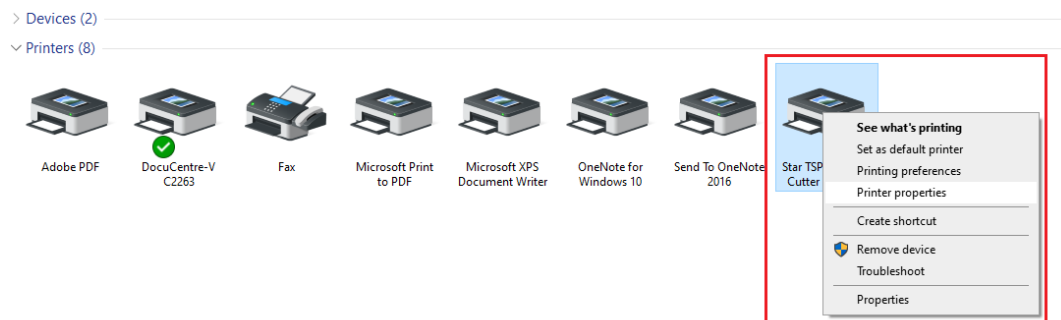 Devices (2)
Printers (8)
Adobe PDF
DocuCentre-V
C2263
Fax
Microsoft Print
to PDF
Microsoft XPS
Document Writer
OneNote for
Windows 10
Send To OneNote
2016
Star TSP
Cutter
See what's printing
Set as default printer
Printing preferences
Printer properties
Create shortcut
Remove device
Troubleshoot
Properties